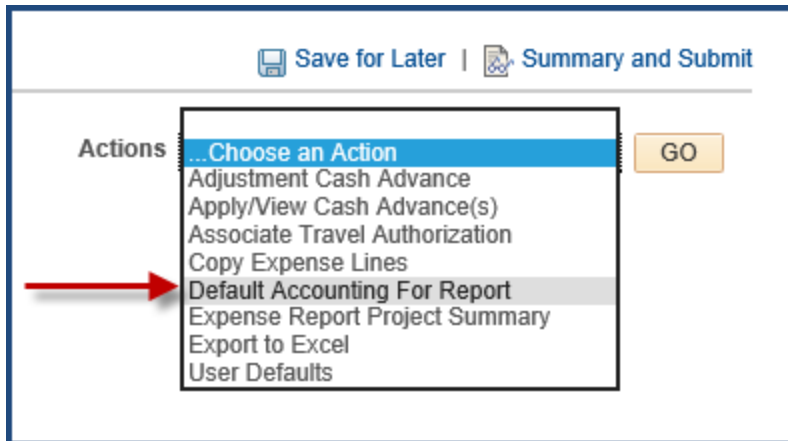 Save for Later | Summary and Submit
Actions
...Choose an Action
GO
Adjustment Cash Advance
Apply/View Cash Advance(s)
Associate Travel Authorization
Copy Expense Lines
Default Accounting For Report
Expense Report Project Summary
Export to Excel
User Defaults